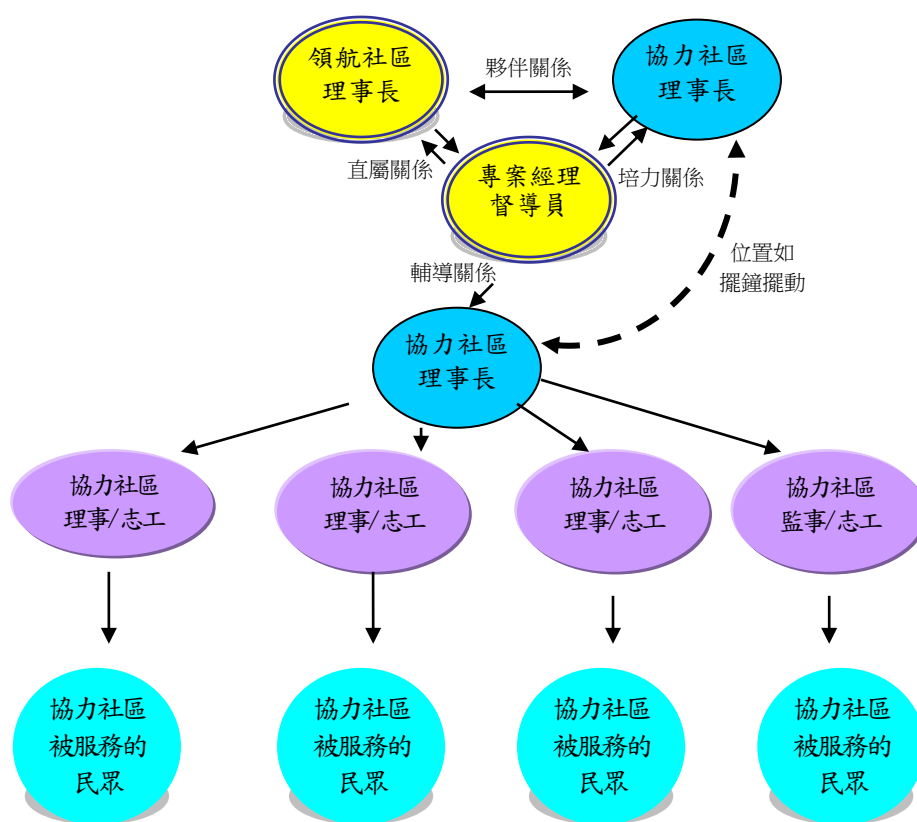 領航社區
理事長
夥伴關係
協力社區
理事長
直屬關係
專案經理
督導員
培力關係
輔導關係
位置如
擺鐘擺動
協力社區
理事長
協力社區
理事/志工
協力社區
理事/志工
協力社區
理事/志工
協力社區
監事/志工
協力社區
被服務的
民眾
協力社區
被服務的
民眾
協力社區
被服務的
民眾
協力社區
被服務的
民眾